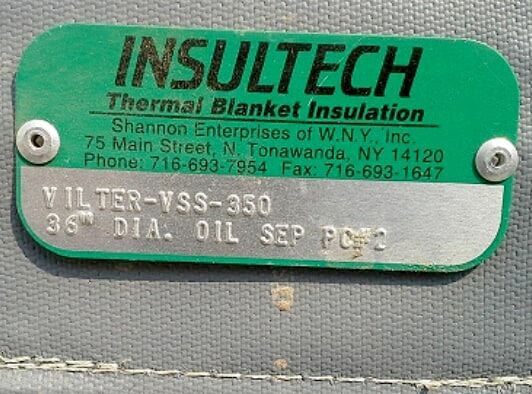 INSULTECH
Thermal Blanket Insulation
Shannon Enterprises of W.N.Y., Inc.
75 Main Street, N. Tonawanda, NY 14120
Phone: 716-693-7954 Fax: 716-693-1647
VILTER-VSS-350
36" DIA. OIL SEP PC#2